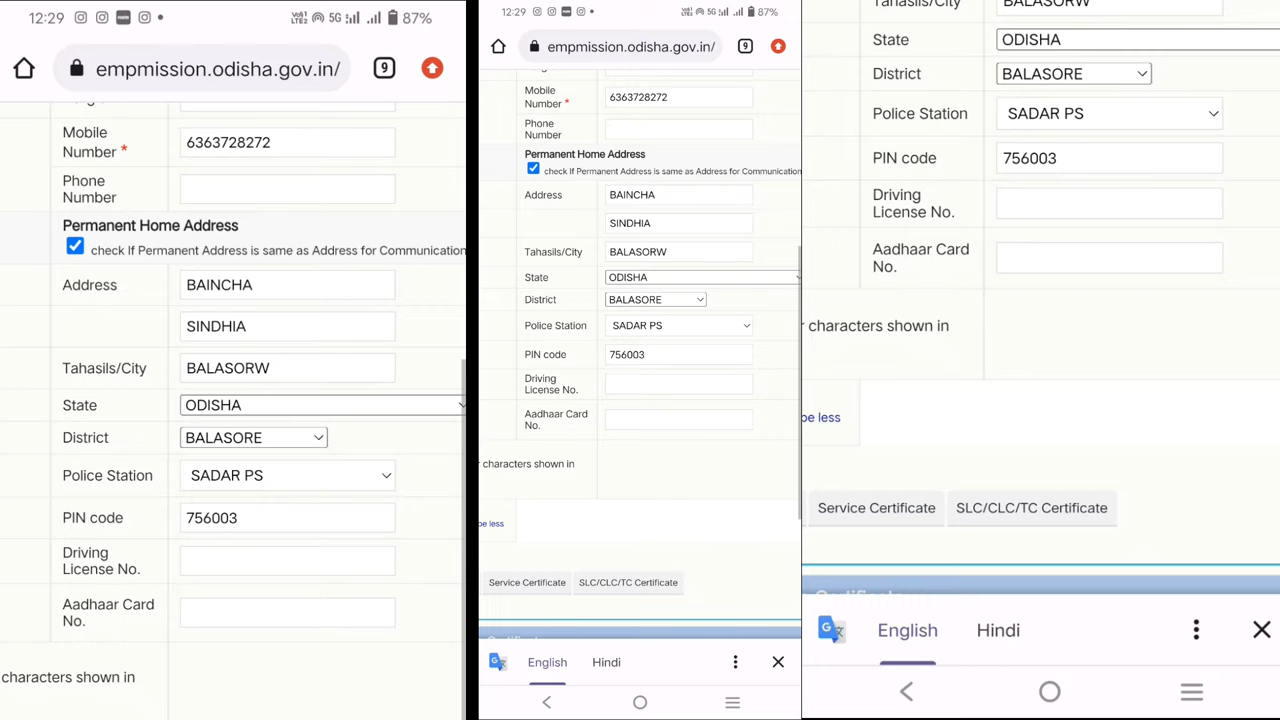 12:29
5G 87%
empmission.odisha.gov.in/
9
Mobile
Number *
6363728272
Phone
Number
Permanent Home Address
check If Permanent Address is same as Address for Communication
Address
BAINCHA
SINDHIA
Tahasils/City
BALASORW
State
ODISHA
District
BALASORE
Police Station
SADAR PS
PIN code
756003
Driving
License No.
Aadhaar Card
No.
characters shown in
12:29
5G 87%
empmission.odisha.gov.in/
9
Mobile
Number *
6363728272
Phone
Number
Permanent Home Address
check If Permanent Address is same as Address for Communication
Address
BAINCHA
SINDHIA
Tahasils/City
BALASORW
State
ODISHA
District
BALASORE
Police Station
SADAR PS
PIN code
756003
Driving
License No.
Aadhaar Card
No.
r characters shown in
be less
Service Certificate
SLC/CLC/TC Certificate
English
Hindi
Tahasils/City
BALASORW
State
ODISHA
District
BALASORE
Police Station
SADAR PS
PIN code
756003
Driving
License No.
Aadhaar Card
No.
r characters shown in
be less
Service Certificate
SLC/CLC/TC Certificate
English
Hindi